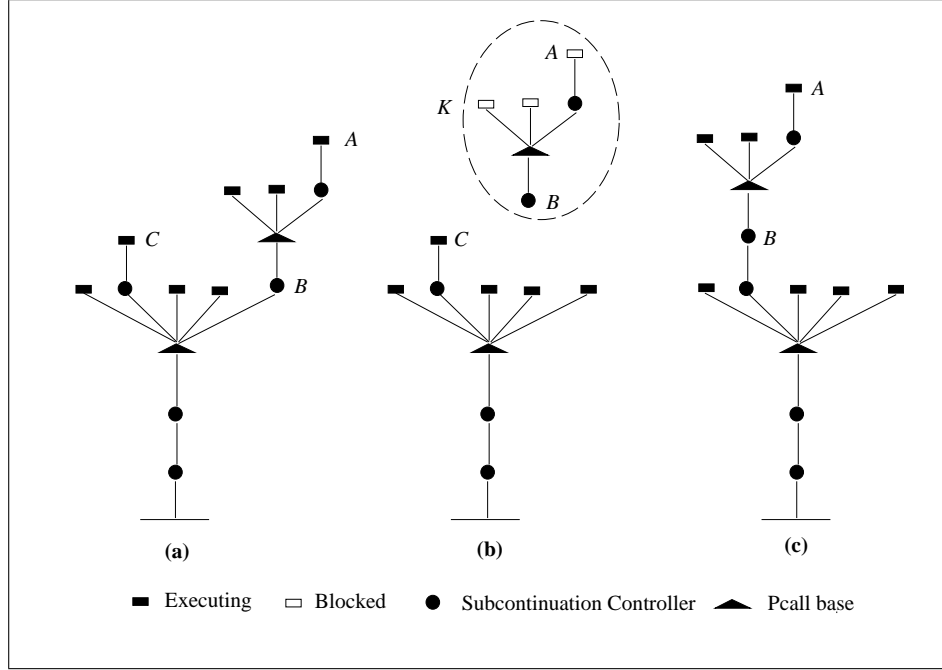 A
K
B
A
C
B
C
A
B
(a)
(b)
(c)
Executing
Blocked
Subcontinuation Controller
Pcall base